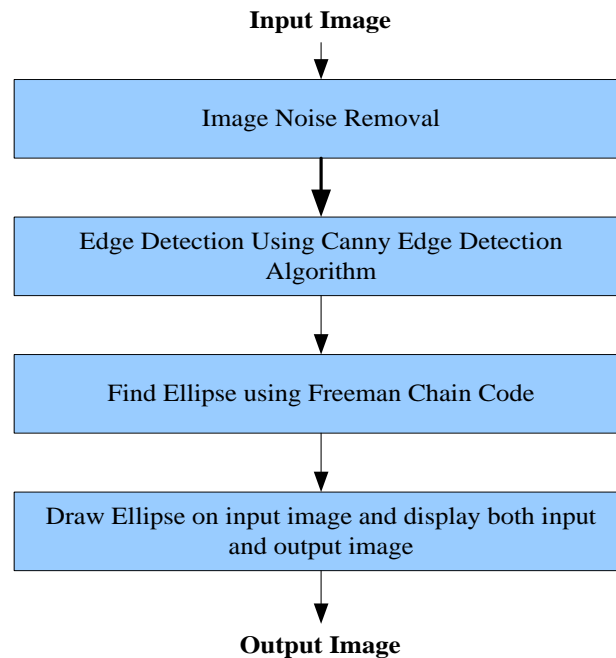 Input Image
Image Noise Removal
Edge Detection Using Canny Edge Detection
Algorithm
Find Ellipse using Freeman Chain Code
Draw Ellipse on input image and display both input
and output image
Output Image